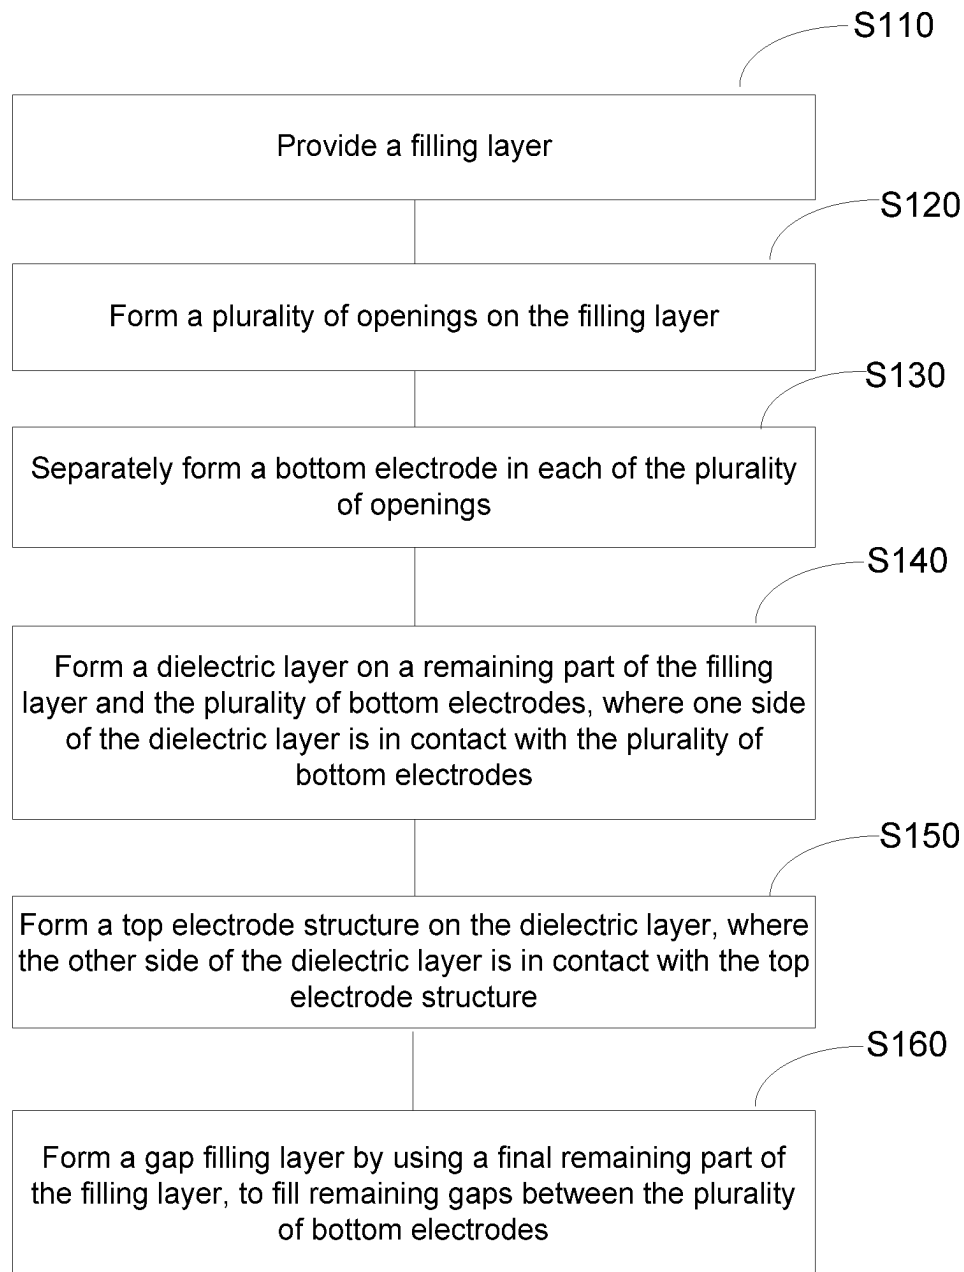 S110
Provide a filling layer
S120
Form a plurality of openings on the filling layer
S130
Separately form a bottom electrode in each of the plurality
of openings
S140
Form a dielectric layer on a remaining part of the filling
layer and the plurality of bottom electrodes, where one side
of the dielectric layer is in contact with the plurality of
bottom electrodes
S150
Form a top electrode structure on the dielectric layer, where
the other side of the dielectric layer is in contact with the top
electrode structure
S160
Form a gap filling layer by using a final remaining part of
the filling layer, to fill remaining gaps between the plurality
of bottom electrodes